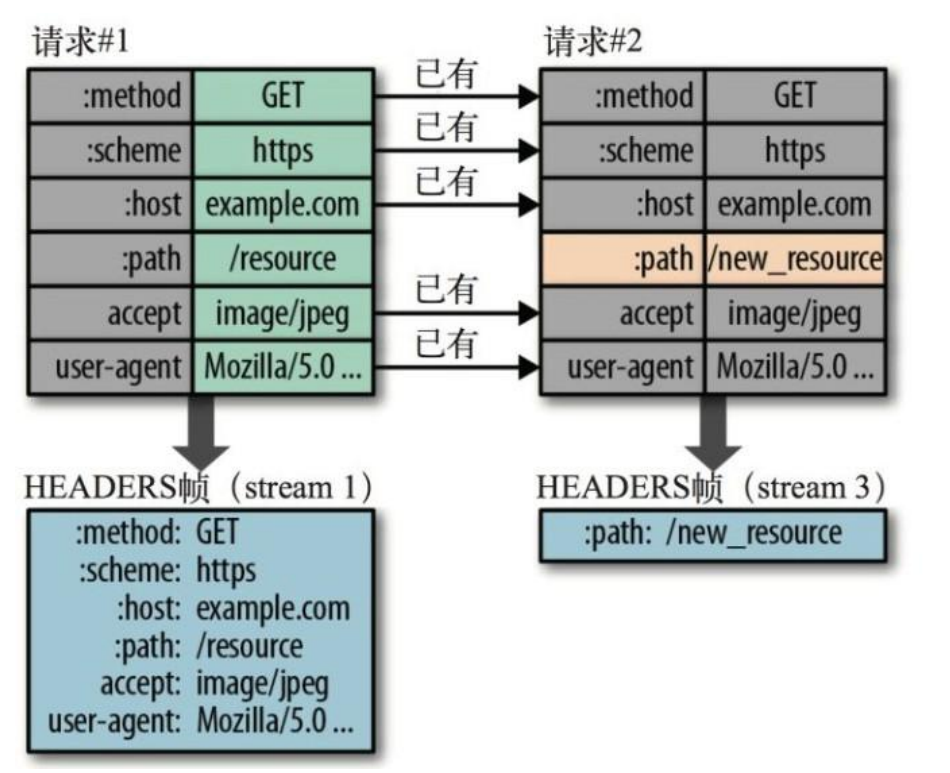 请求#1
:method GET
:scheme https
:host example.com
:path /resource
accept image/jpeg
user-agent Mozilla/5.0 ...
已有
已有
已有
已有
已有
请求#2
:method GET
:scheme https
:host example.com
:path /new_resource
accept image/jpeg
user-agent Mozilla/5.0 ...
HEADERS帧（stream 1）
:method: GET
:scheme: https
:host: example.com
:path: /resource
accept: image/jpeg
user-agent: Mozilla/5.0 ...
HEADERS帧（stream 3）
:path: /new_resource